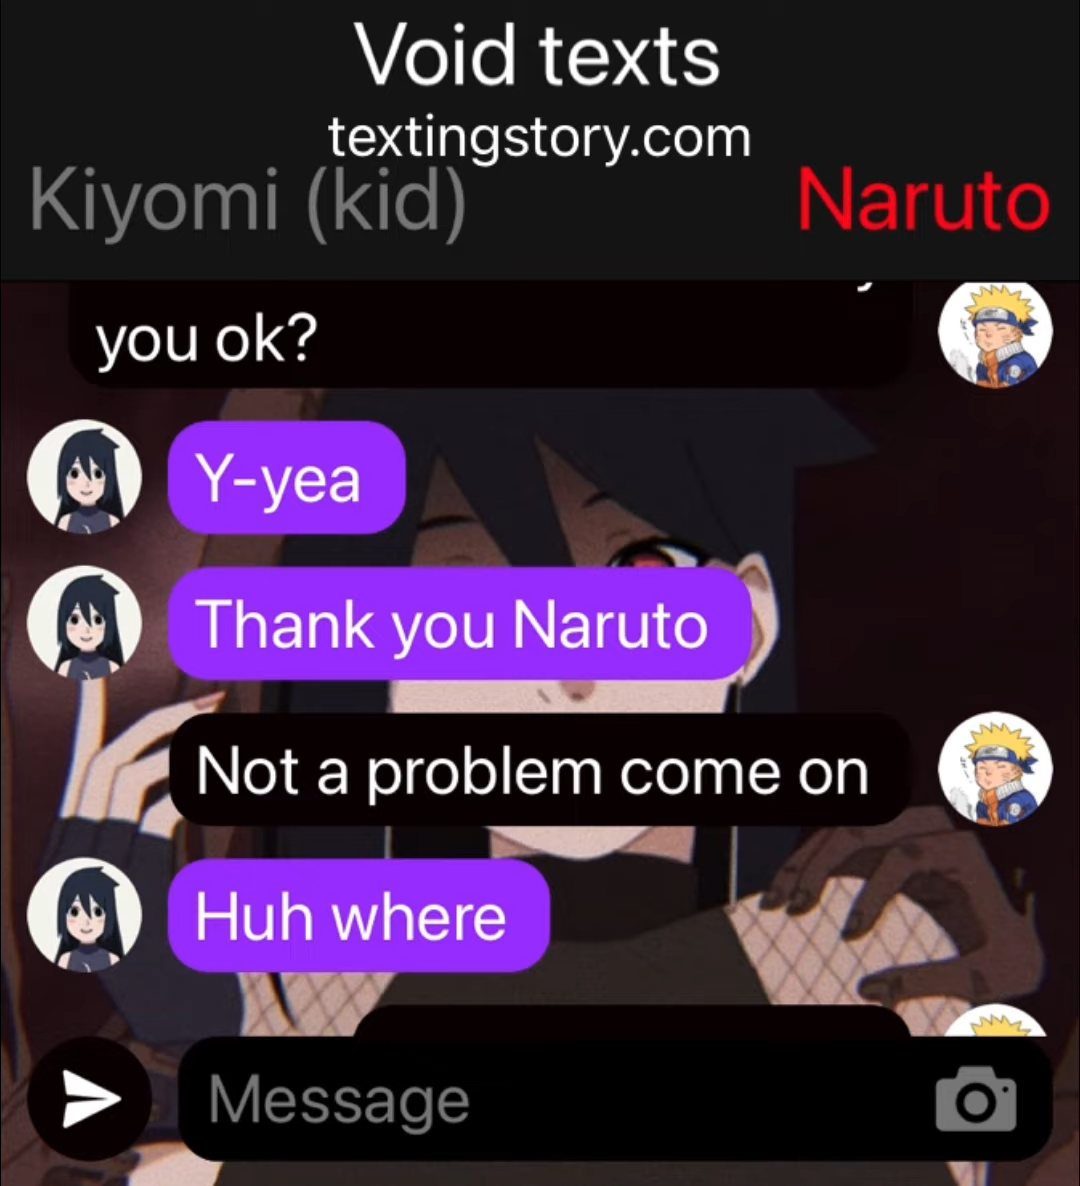 Void texts
textingstory.com
Kiyomi (kid) Naruto
you ok?
Y-yea
Thank you Naruto
Not a problem come on
Huh where
Message